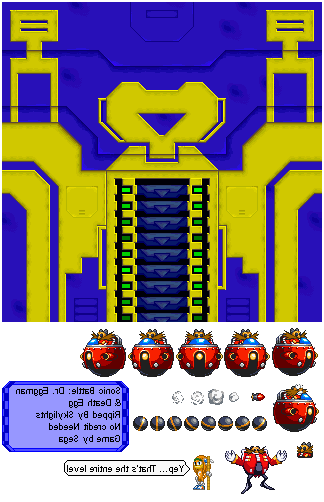 Sonic Battle: Dr. Eggman
& Death Egg
Ripped By Skylights
No credit Needed
Game by Sega
Yep... That's the entire level